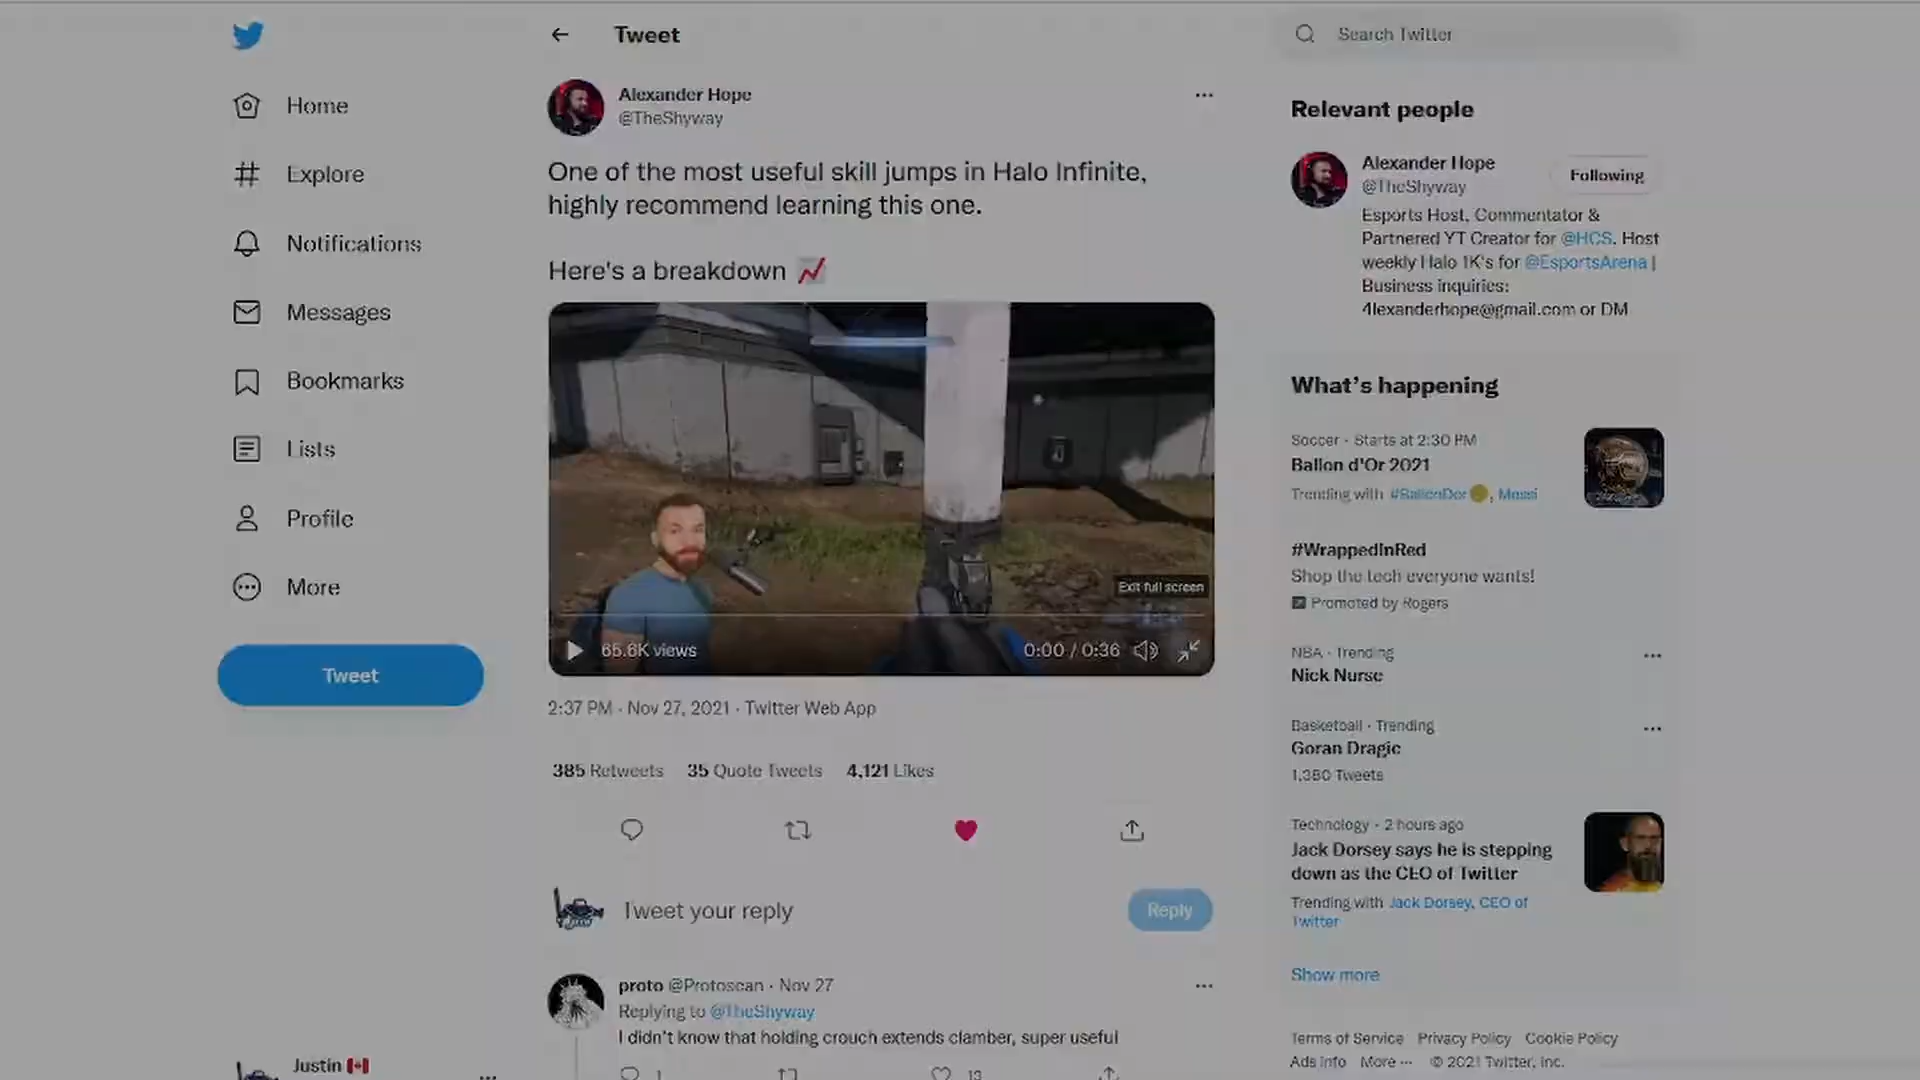 Tweet
Search Twitter
Home
Explore
Notifications
Messages
Bookmarks
Lists
Profile
More
Tweet
Justin
Alexander Hope
@TheShyway
One of the most useful skill jumps in Halo Infinite,
highly recommend learning this one.
Here's a breakdown
Exit full screen
65.6K views
0:00 / 0:36
2:37 PM · Nov 27, 2021 · Twitter Web App
385 Retweets 35 Quote Tweets 4,121 Likes
Tweet your reply
Reply
proto @Protoscan · Nov 27
Replying to @TheShyway
I didn't know that holding crouch extends clamber, super useful
1
13
Relevant people
Alexander Hope
@TheShyway
Following
Esports Host, Commentator &
Partnered YT Creator for @HCS. Host
weekly Halo 1K's for @EsportsArena |
Business inquiries:
4lexanderhope@gmail.com or DM
What's happening
Soccer · Starts at 2:30 PM
Ballon d'Or 2021
Trending with #BallonDor, Messi
#WrappedInRed
Shop the tech everyone wants!
Promoted by Rogers
NBA · Trending
Nick Nurse
Basketball · Trending
Goran Dragic
1,380 Tweets
Technology · 2 hours ago
Jack Dorsey says he is stepping
down as the CEO of Twitter
Trending with Jack Dorsey, CEO of
Twitter
Show more
Terms of Service Privacy Policy Cookie Policy
Ads info More ··· © 2021 Twitter, Inc.